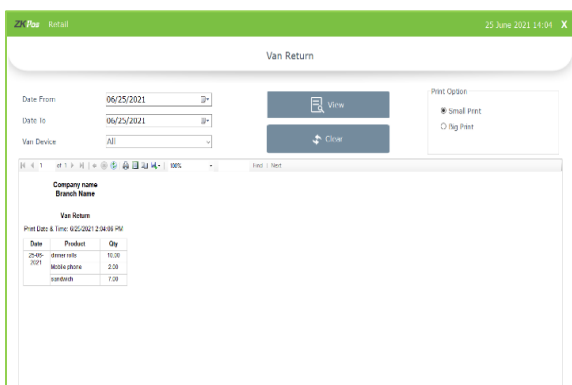 ZKPos Retail 25 June 2021 14:04 X
Van Return
Date From 06/25/2021
Date To 06/25/2021
Van Device All
View
Clear
Print Option
Small Print
Big Print
1 of 1 100% Find | Next
Company name
Branch Name
Van Return
Print Date & Time: 6/25/2021 2:04:06 PM
Date Product Qty
25-06-2021 dinner rolls 10.00
Mobile phone 2.00
sandwich 7.00